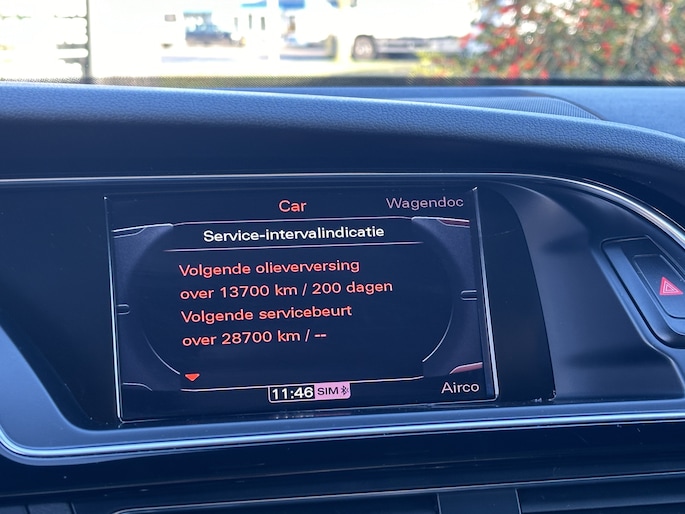 Car
Wagendoc
Service-intervalindicatie
Volgende olieverversing
over 13700 km / 200 dagen
Volgende servicebeurt
over 28700 km / --
11:46 SIM
Airco